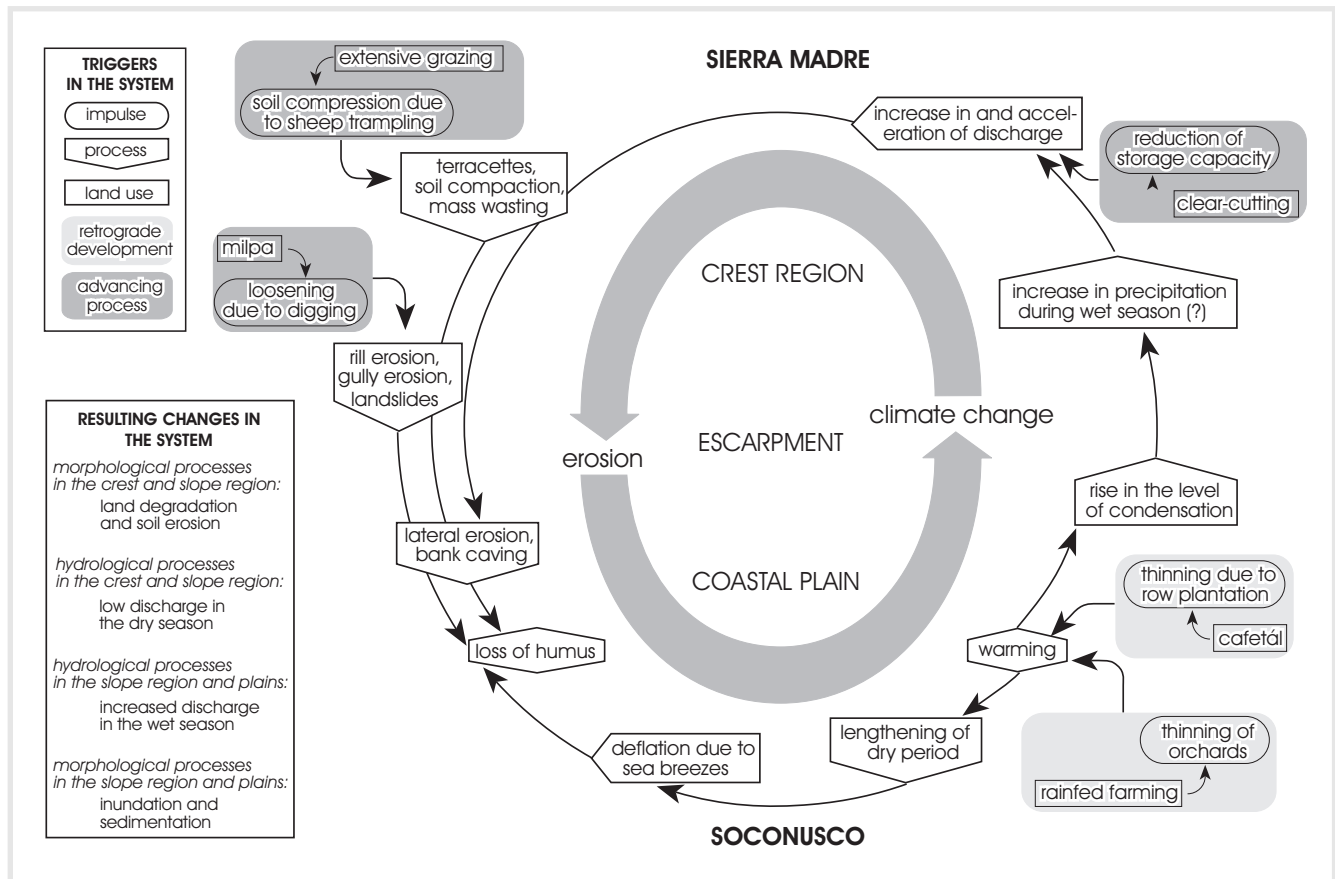 TRIGGERS
IN THE SYSTEM
impulse
process
land use
retrograde
development
advancing
process
extensive grazing
soil compression due
to sheep trampling
SIERRA MADRE
increase in and accel-
eration of discharge
reduction of
storage capacity
clear-cutting
terracettes,
soil compaction,
mass wasting
milpa
loosening
due to digging
CREST REGION
increase in precipitation
during wet season (?)
rill erosion,
gully erosion,
landslides
climate change
ESCARPMENT
erosion
RESULTING CHANGES IN
THE SYSTEM
morphological processes
in the crest and slope region:
land degradation
and soil erosion
hydrological processes
in the crest and slope region:
low discharge in
the dry season
hydrological processes
in the slope region and plains:
increased discharge
in the wet season
morphological processes
in the slope region and plains:
inundation and
sedimentation
rise in the level
of condensation
lateral erosion,
bank caving
COASTAL PLAIN
thinning due to
row plantation
cafetál
loss of humus
warming
lengthening of
dry period
thinning of
orchards
rainfed farming
deflation due to
sea breezes
SOCONUSCO